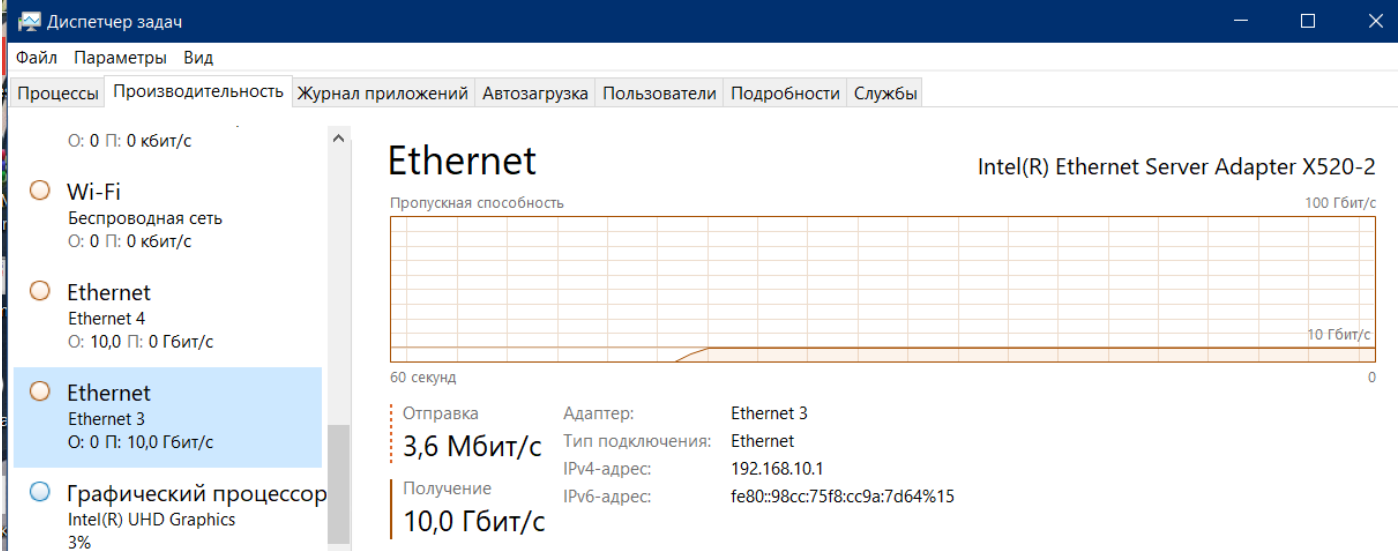 Диспетчер задач
Файл Параметры Вид
Процессы Производительность Журнал приложений Автозагрузка Пользователи Подробности Службы
О: 0 П: 0 кбит/с
Wi-Fi
Беспроводная сеть
О: 0 П: 0 кбит/с
Ethernet
Ethernet 4
О: 10,0 П: 0 Гбит/с
Ethernet
Ethernet 3
О: 0 П: 10,0 Гбит/с
Графический процессор
Intel(R) UHD Graphics
3%
Ethernet
Intel(R) Ethernet Server Adapter X520-2
Пропускная способность
100 Гбит/с
10 Гбит/с
60 секунд
0
Отправка
3,6 Мбит/с
Получение
10,0 Гбит/с
Адаптер: Ethernet 3
Тип подключения: Ethernet
IPv4-адрес: 192.168.10.1
IPv6-адрес: fe80::98cc:75f8:cc9a:7d64%15